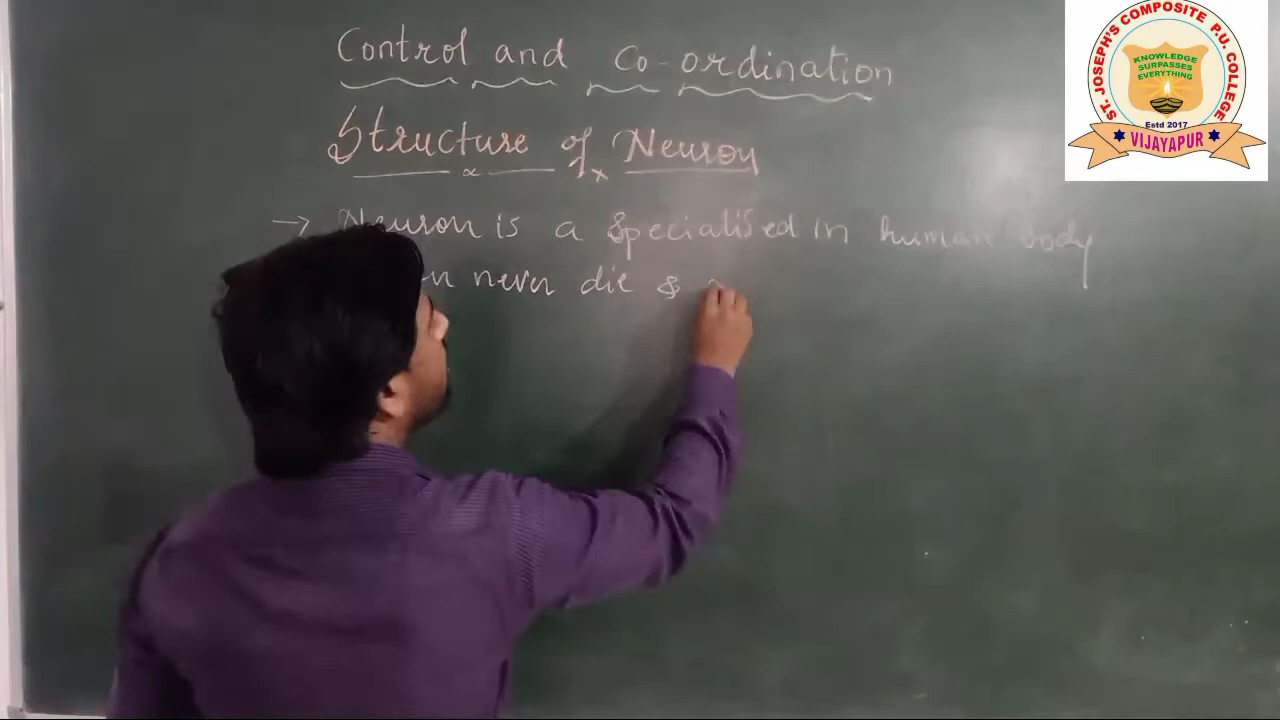 Control and Co-ordination
Structure of Neuron
→ Neuron is a specialised in human body
never die &
ST. JOSEPH'S COMPOSITE P.U. COLLEGE
KNOWLEDGE
SURPASSES
EVERYTHING
Estd 2017
VIJAYAPUR